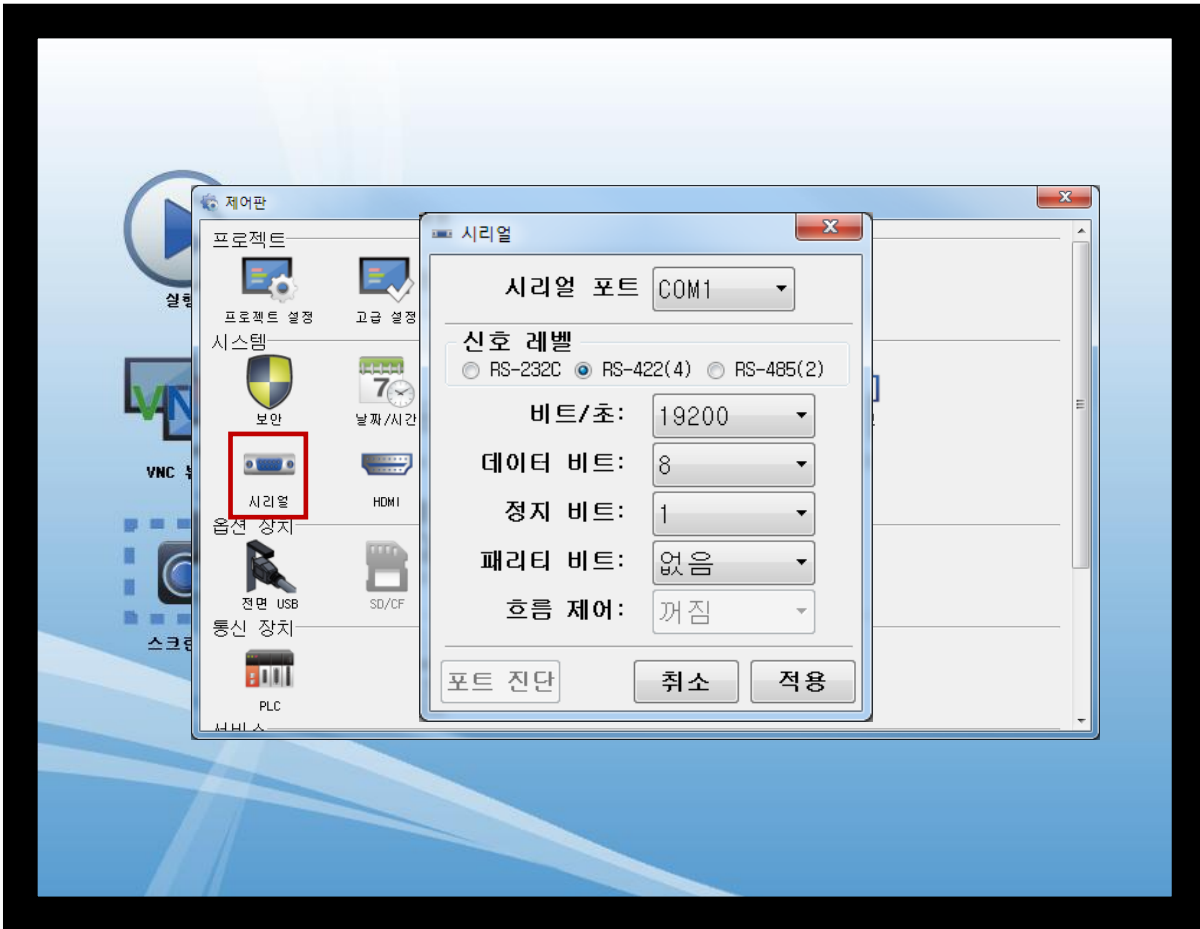 제어판
프로젝트
프로젝트 설정
고급 설정
시스템
보안
7
날짜/시간
시리얼
HDMI
옵션 장치
전면 USB
SD/CF
통신 장치
PLC
서비스
VNC
시리얼
시리얼 포트 COM1
신호 레벨
RS-232C RS-422(4) RS-485(2)
비트/초: 19200
데이터 비트: 8
정지 비트: 1
패리티 비트: 없음
흐름 제어: 꺼짐
포트 진단 취소 적용